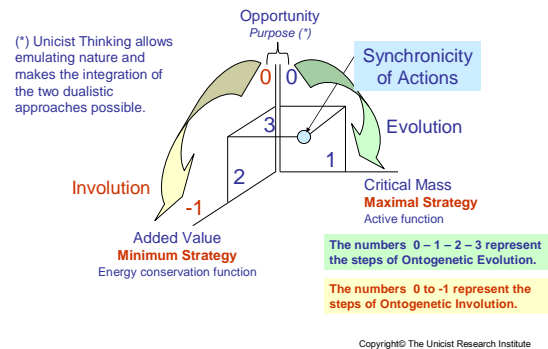 Opportunity
Purpose (*)
(*) Unicist Thinking allows
emulating nature and
makes the integration of
the two dualistic
approaches possible.
0 0
Synchronicity
of Actions
3
Evolution
1
2
Involution
-1
Critical Mass
Maximal Strategy
Active function
Added Value
Minimum Strategy
Energy conservation function
The numbers 0 – 1 – 2 – 3 represent
the steps of Ontogenetic Evolution.
The numbers 0 to -1 represent the
steps of Ontogenetic Involution.
Copyright© The Unicist Research Institute